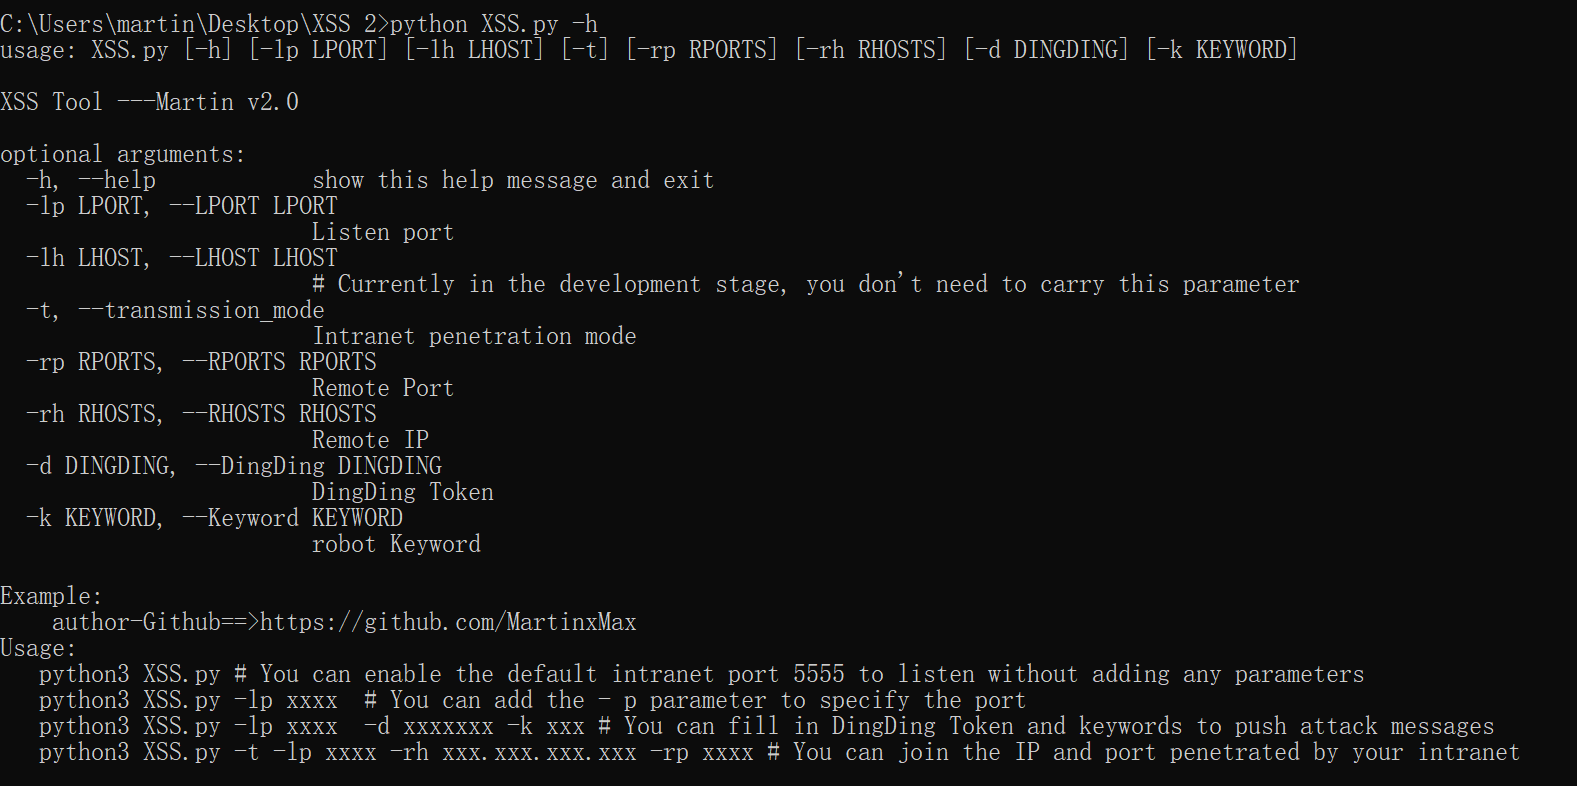 C:\Users\martin\Desktop\XSS 2>python XSS.py -h
usage: XSS.py [-h] [-lp LPORT] [-lh LHOST] [-t] [-rp RPORTS] [-rh RHOSTS] [-d DINGDING] [-k KEYWORD]
XSS Tool ---Martin v2.0
optional arguments:
-h, --help show this help message and exit
-lp LPORT, --LPORT LPORT
Listen port
-lh LHOST, --LHOST LHOST
# Currently in the development stage, you don't need to carry this parameter
-t, --transmission_mode
Intranet penetration mode
-rp RPORTS, --RPORTS RPORTS
Remote Port
-rh RHOSTS, --RHOSTS RHOSTS
Remote IP
-d DINGDING, --DingDing DINGDING
DingDing Token
-k KEYWORD, --Keyword KEYWORD
robot Keyword
Example:
author-Github==>https://github.com/MartinxMax
Usage:
python3 XSS.py # You can enable the default intranet port 5555 to listen without adding any parameters
python3 XSS.py -lp xxxx # You can add the - p parameter to specify the port
python3 XSS.py -lp xxxx -d xxxxxxx -k xxx # You can fill in DingDing Token and keywords to push attack messages
python3 XSS.py -t -lp xxxx -rh xxx.xxx.xxx.xxx -rp xxxx # You can join the IP and port penetrated by your intranet